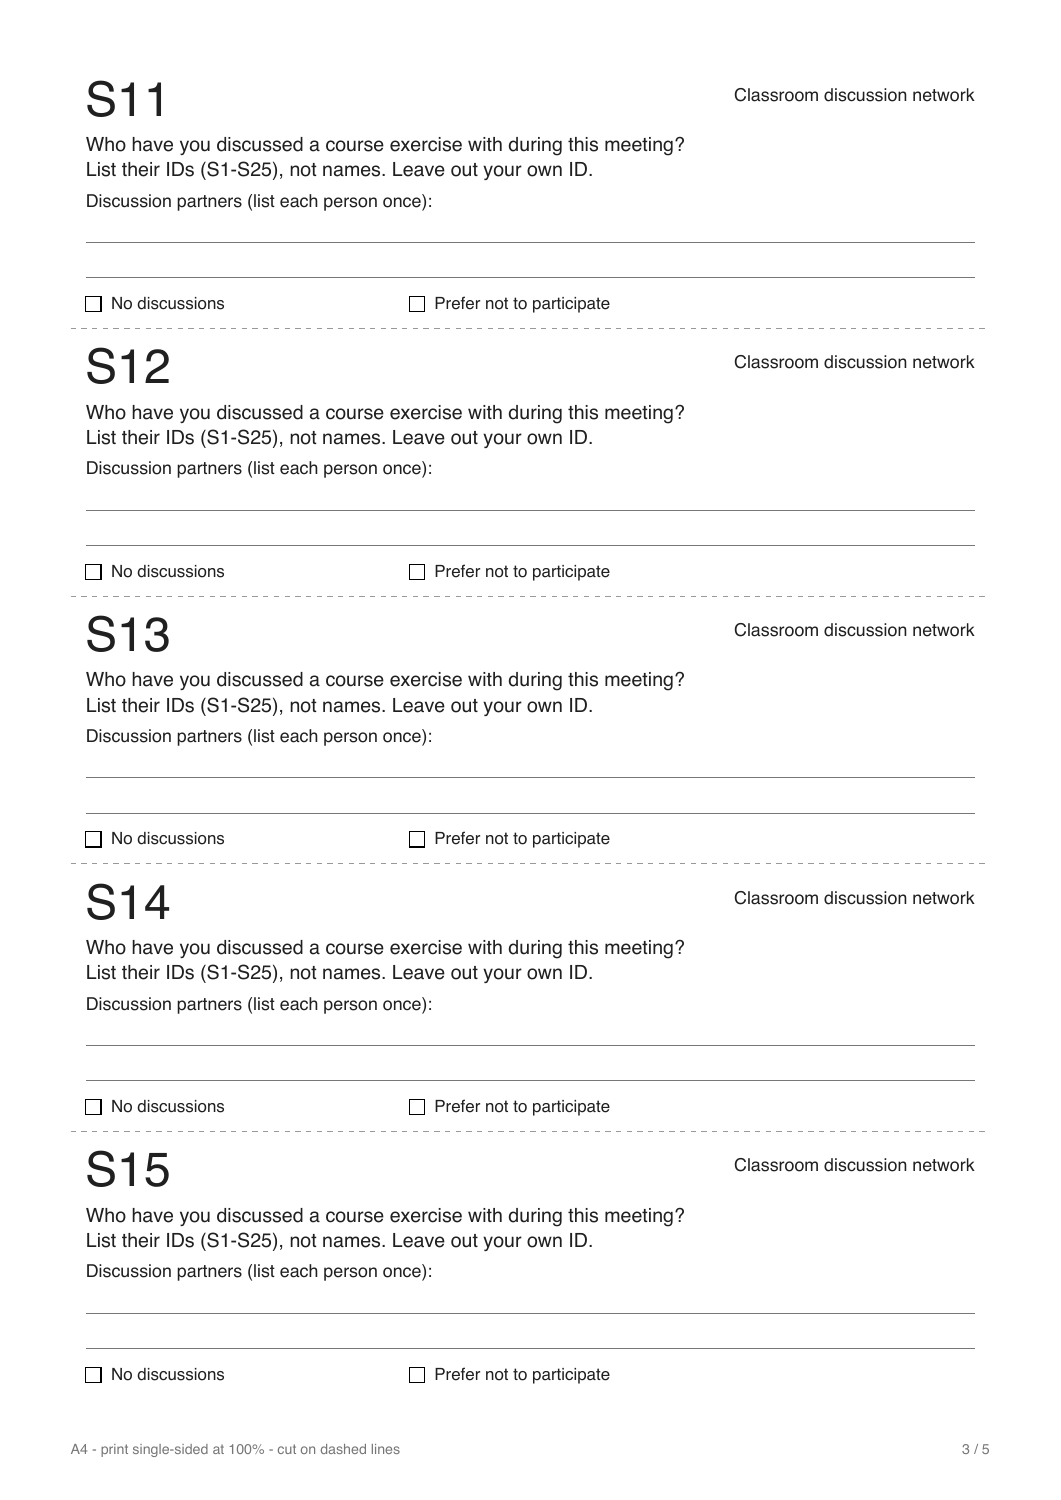 S11
Classroom discussion network
Who have you discussed a course exercise with during this meeting?
List their IDs (S1-S25), not names. Leave out your own ID.
Discussion partners (list each person once):
No discussions
Prefer not to participate
S12
Classroom discussion network
Who have you discussed a course exercise with during this meeting?
List their IDs (S1-S25), not names. Leave out your own ID.
Discussion partners (list each person once):
No discussions
Prefer not to participate
S13
Classroom discussion network
Who have you discussed a course exercise with during this meeting?
List their IDs (S1-S25), not names. Leave out your own ID.
Discussion partners (list each person once):
No discussions
Prefer not to participate
S14
Classroom discussion network
Who have you discussed a course exercise with during this meeting?
List their IDs (S1-S25), not names. Leave out your own ID.
Discussion partners (list each person once):
No discussions
Prefer not to participate
S15
Classroom discussion network
Who have you discussed a course exercise with during this meeting?
List their IDs (S1-S25), not names. Leave out your own ID.
Discussion partners (list each person once):
No discussions
Prefer not to participate
A4 - print single-sided at 100% - cut on dashed lines
3 / 5